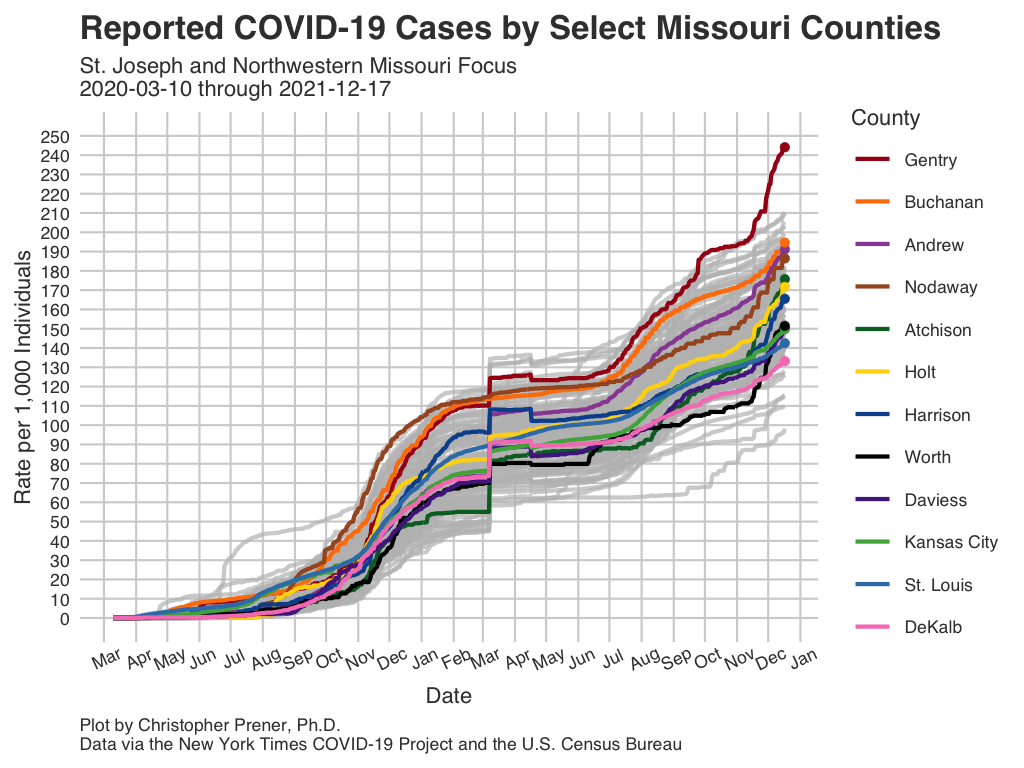 Reported COVID-19 Cases by Select Missouri Counties
St. Joseph and Northwestern Missouri Focus
2020-03-10 through 2021-12-17
County
Gentry
Buchanan
Andrew
Nodaway
Atchison
Holt
Harrison
Worth
Daviess
Kansas City
St. Louis
DeKalb
Rate per 1,000 Individuals
250
240
230
220
210
200
190
180
170
160
150
140
130
120
110
100
90
80
70
60
50
40
30
20
10
0
Mar Apr May Jun Jul Aug Sep Oct Nov Dec Jan Feb Mar Apr May Jun Jul Aug Sep Oct Nov Dec Jan
Date
Plot by Christopher Prener, Ph.D.
Data via the New York Times COVID-19 Project and the U.S. Census Bureau